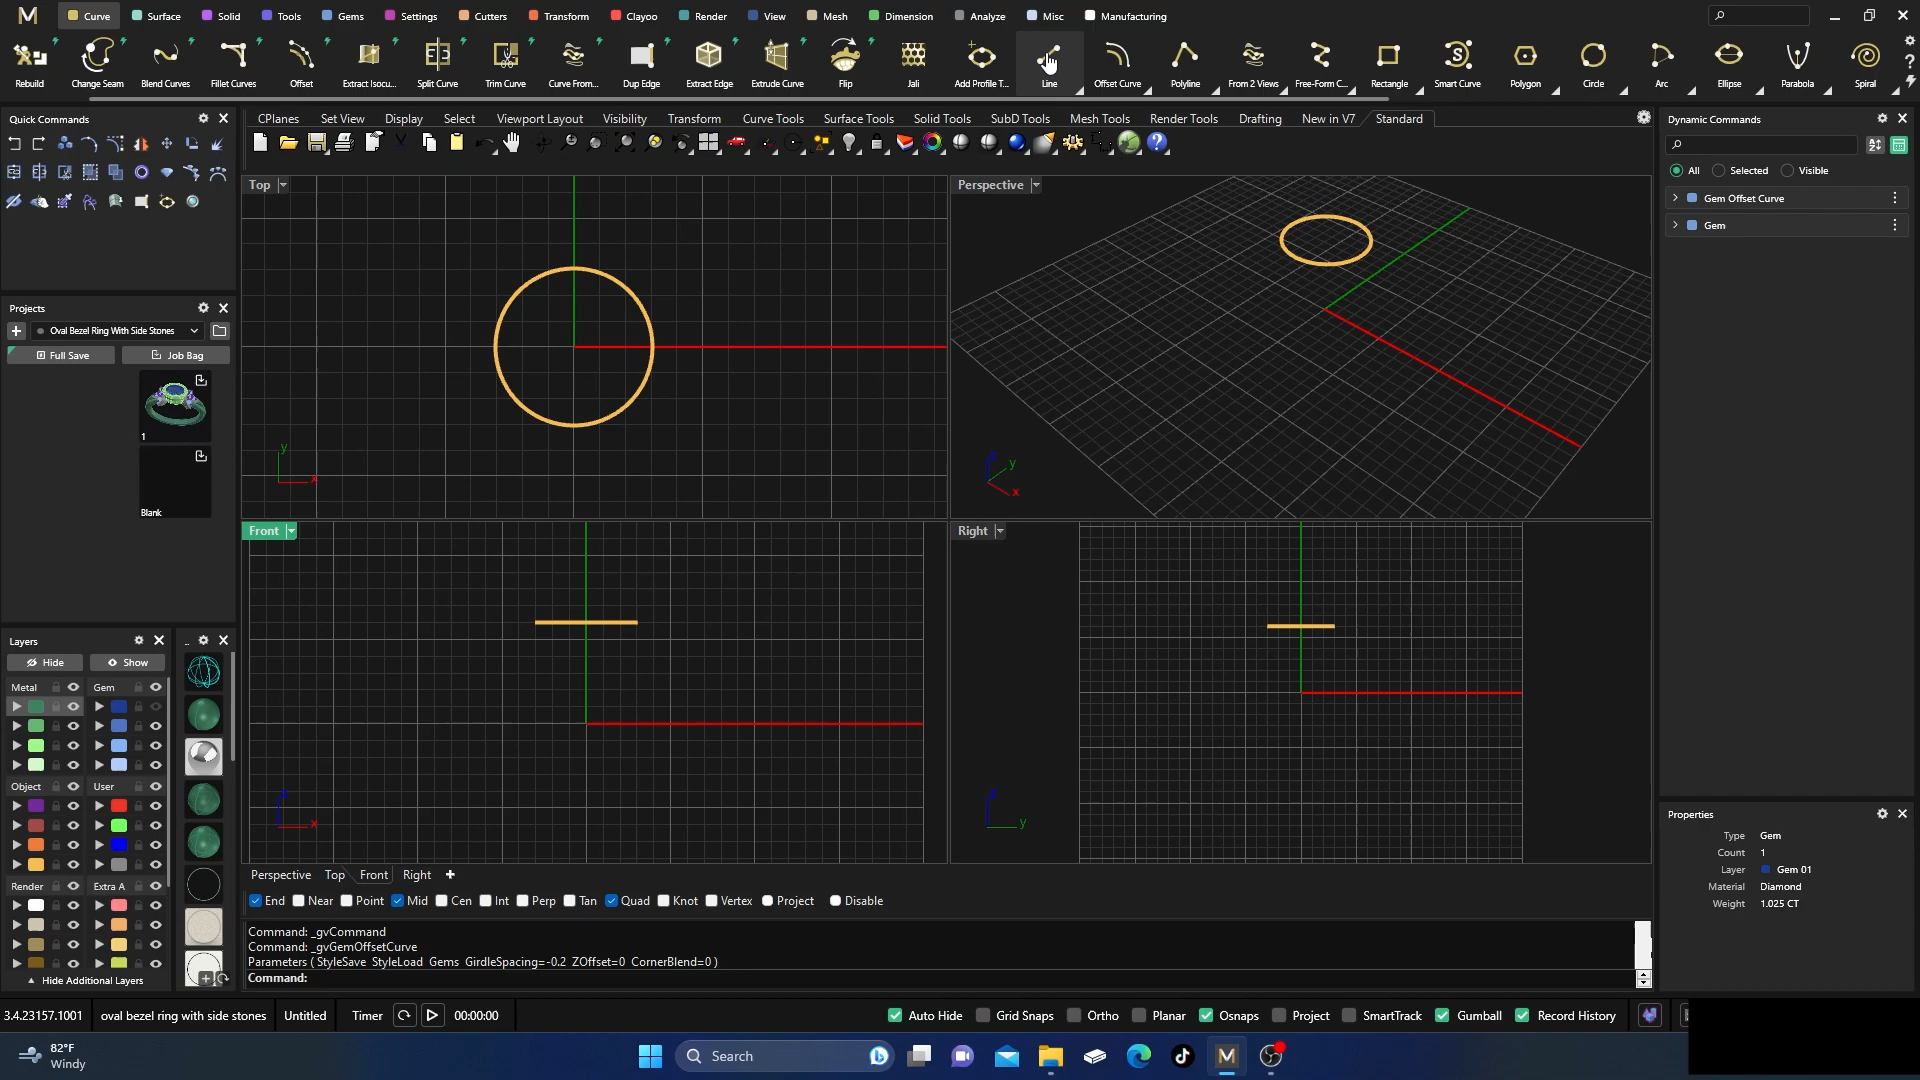 Curve Surface Solid Tools Gems Settings Cutters Transform Clayoo Render View Mesh Dimension Analyze Misc Manufacturing
Rebuild Change Seam Blend Curves Fillet Curves Offset Extract Isocu... Split Curve Trim Curve Curve From... Dup Edge Extract Edge Extrude Curve Flip Jali Add Profile T... Line Offset Curve Polyline From 2 Views Free-Form C... Rectangle Smart Curve Polygon Circle Arc Ellipse Parabola Spiral
Quick Commands
CPlanes Set View Display Select Viewport Layout Visibility Transform Curve Tools Surface Tools Solid Tools SubD Tools Mesh Tools Render Tools Drafting New in V7 Standard
Dynamic Commands
All Selected Visible
Gem Offset Curve
Gem
Top
Perspective
y
x
y
x
Projects
Oval Bezel Ring With Side Stones
Full Save Job Bag
1
Blank
Front
Right
z
x
z
y
Layers
Hide Show
Metal Gem
Object User
Render Extra A
Hide Additional Layers
Properties
Type Gem
Count 1
Layer Gem 01
Material Diamond
Weight 1.025 CT
Perspective Top Front Right
End Near Point Mid Cen Int Perp Tan Quad Knot Vertex Project Disable
Command: _gvCommand
Command: _gvGemOffsetCurve
Parameters ( StyleSave StyleLoad Gems GirdleSpacing=-0.2 ZOffset=0 CornerBlend=0 )
Command:
3.4.23157.1001 oval bezel ring with side stones Untitled Timer 00:00:00 Auto Hide Grid Snaps Ortho Planar Osnaps Project SmartTrack Gumball Record History
82°F
Windy
Search